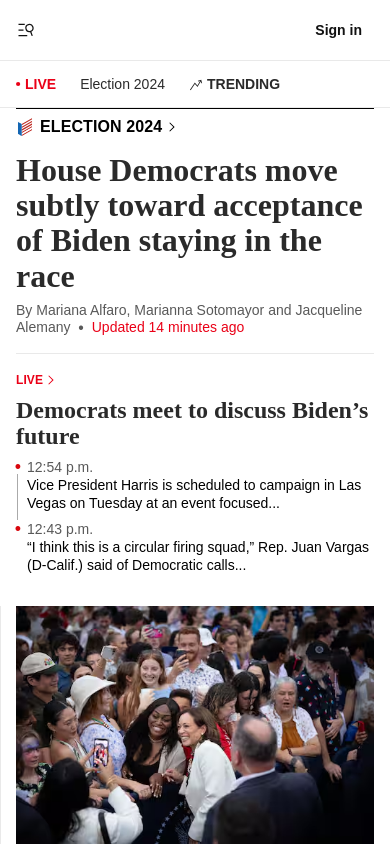 Sign in
LIVE Election 2024 TRENDING
ELECTION 2024
House Democrats move
subtly toward acceptance
of Biden staying in the
race
By Mariana Alfaro, Marianna Sotomayor and Jacqueline
Alemany • Updated 14 minutes ago
LIVE
Democrats meet to discuss Biden’s
future
12:54 p.m.
Vice President Harris is scheduled to campaign in Las
Vegas on Tuesday at an event focused...
12:43 p.m.
“I think this is a circular firing squad,” Rep. Juan Vargas
(D-Calif.) said of Democratic calls...